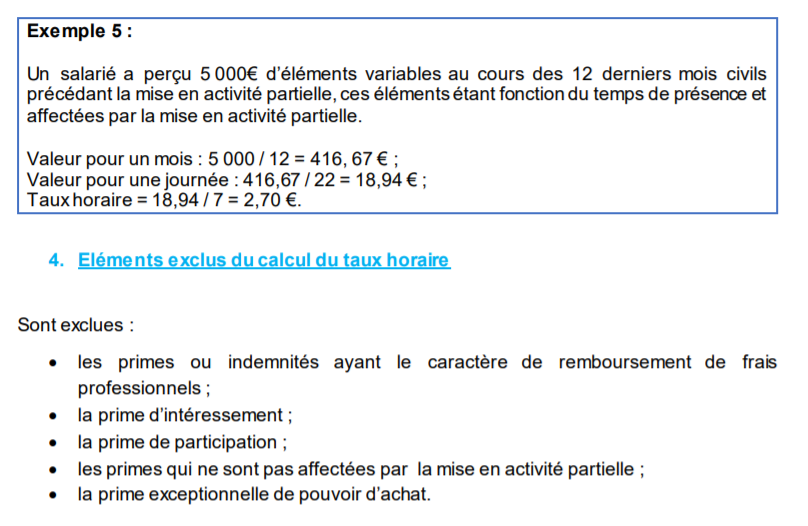 Exemple 5 :
Un salarié a perçu 5 000€ d’éléments variables au cours des 12 derniers mois civils
précédant la mise en activité partielle, ces éléments étant fonction du temps de présence et
affectées par la mise en activité partielle.
Valeur pour un mois : 5 000 / 12 = 416, 67 € ;
Valeur pour une journée : 416,67 / 22 = 18,94 € ;
Taux horaire = 18,94 / 7 = 2,70 €.
4. Eléments exclus du calcul du taux horaire
Sont exclues :
• les primes ou indemnités ayant le caractère de remboursement de frais
professionnels ;
• la prime d’intéressement ;
• la prime de participation ;
• les primes qui ne sont pas affectées par la mise en activité partielle ;
• la prime exceptionnelle de pouvoir d’achat.